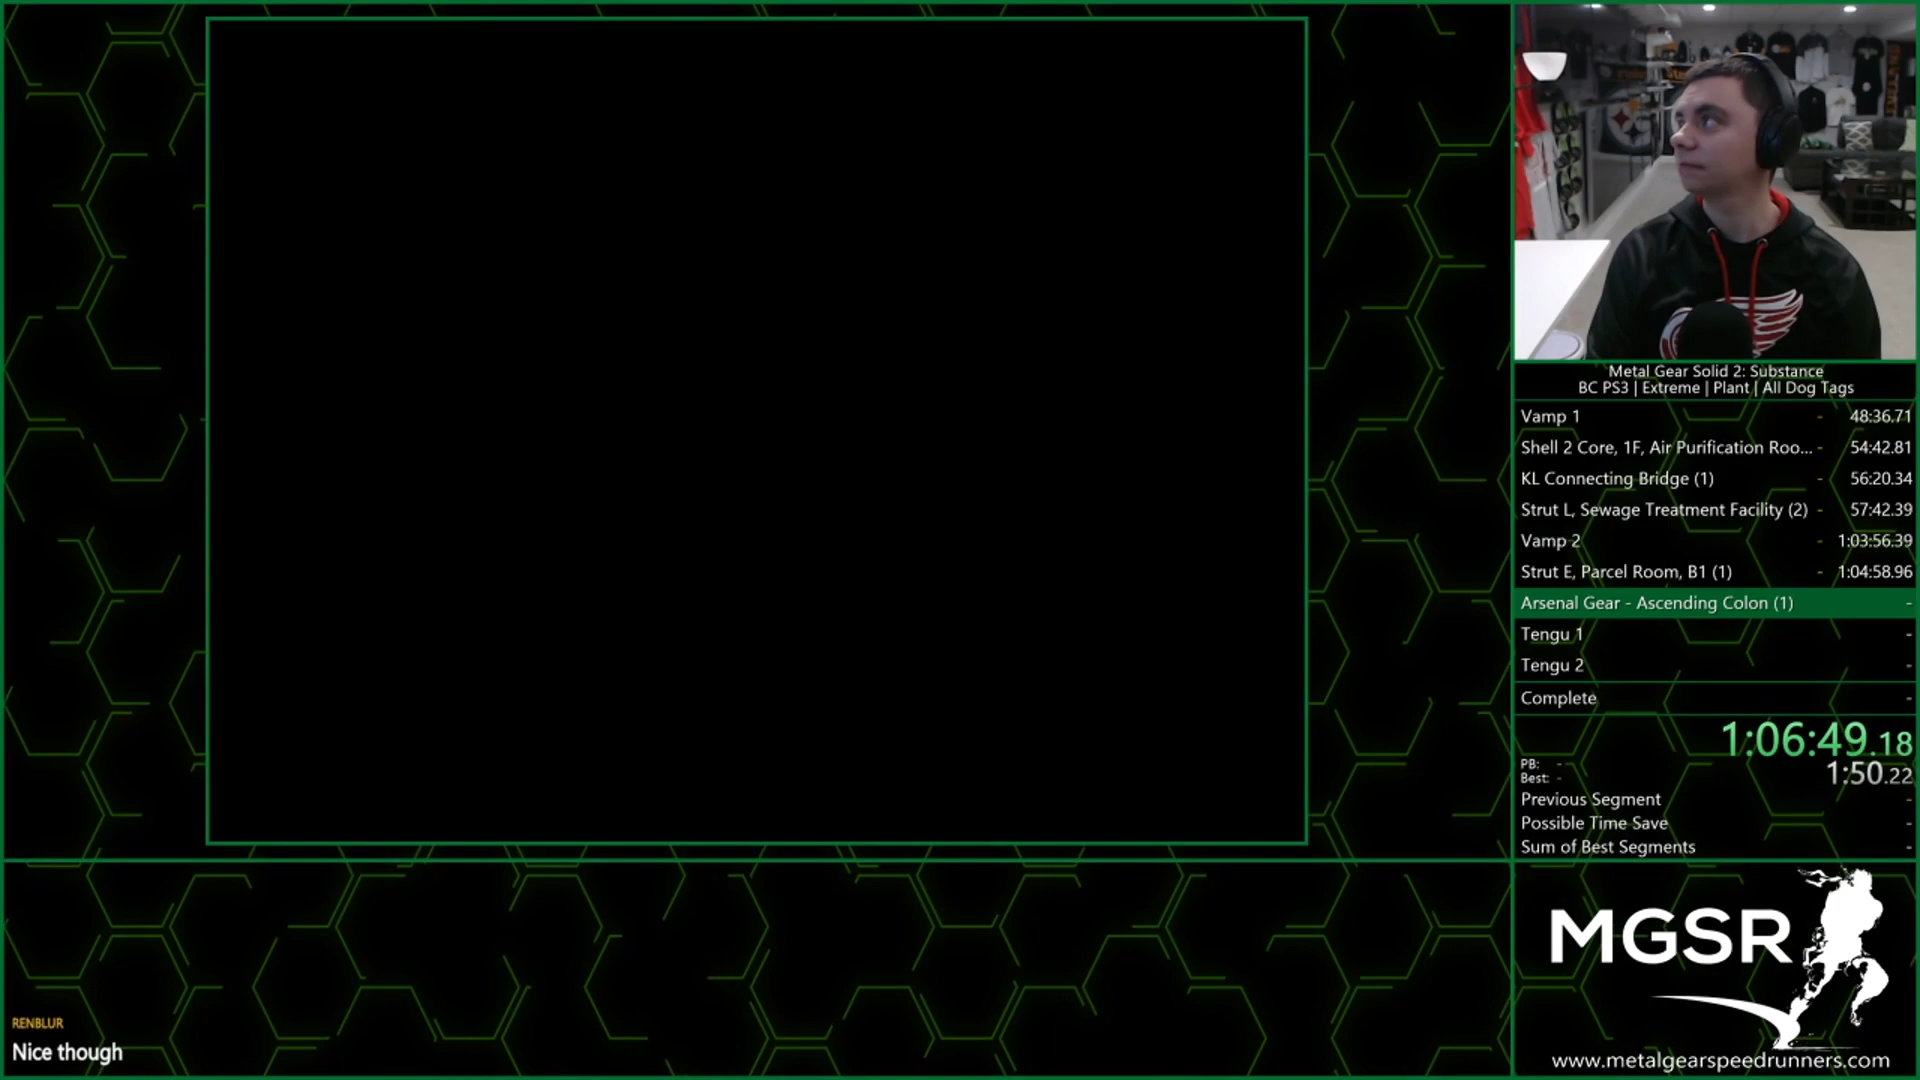 Metal Gear Solid 2: Substance
BC PS3 | Extreme | Plant | All Dog Tags
Vamp 1 - 48:36.71
Shell 2 Core, 1F, Air Purification Roo... - 54:42.81
KL Connecting Bridge (1) - 56:20.34
Strut L, Sewage Treatment Facility (2) - 57:42.39
Vamp 2 - 1:03:56.39
Strut E, Parcel Room, B1 (1) - 1:04:58.96
Arsenal Gear - Ascending Colon (1) -
Tengu 1 -
Tengu 2 -
Complete -
1:06:49.18
PB: -
Best: -
1:50.22
Previous Segment -
Possible Time Save -
Sum of Best Segments -
MGSR
www.metalgearspeedrunners.com
RENBLUR
Nice though